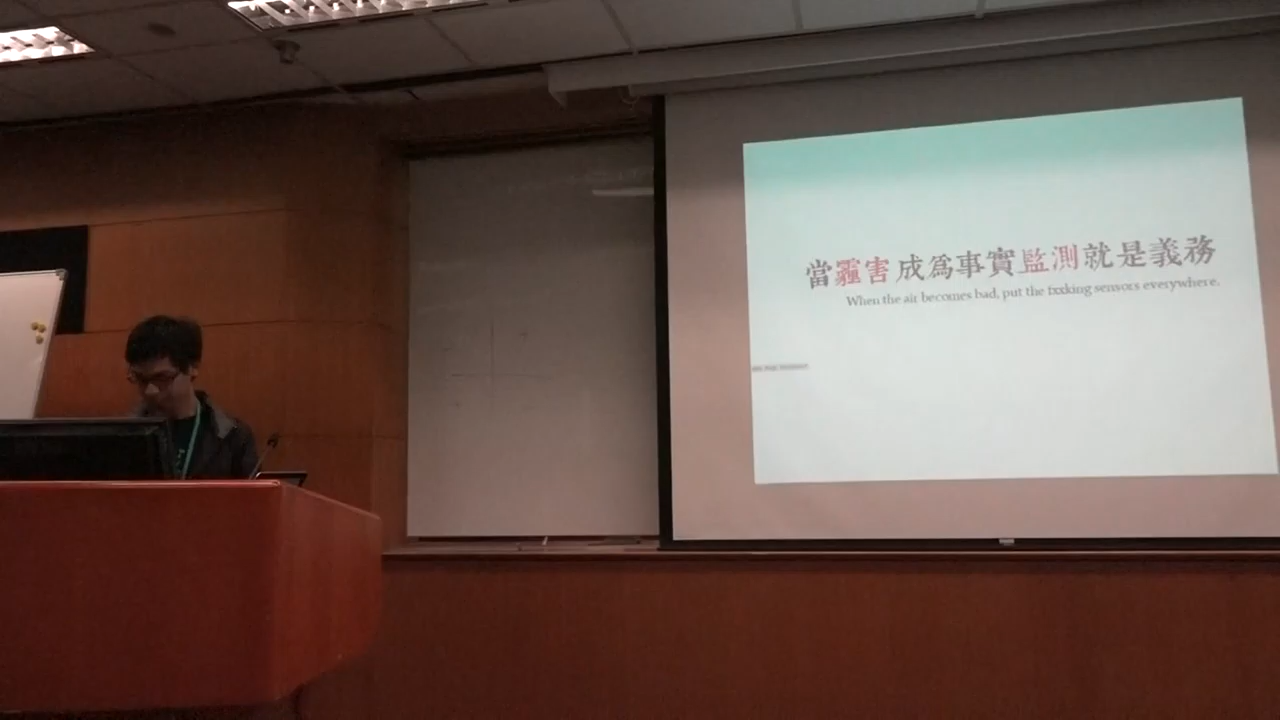 當霾害成為事實監測就是義務
When the air becomes bad, put the fxxking sensors everywhere.